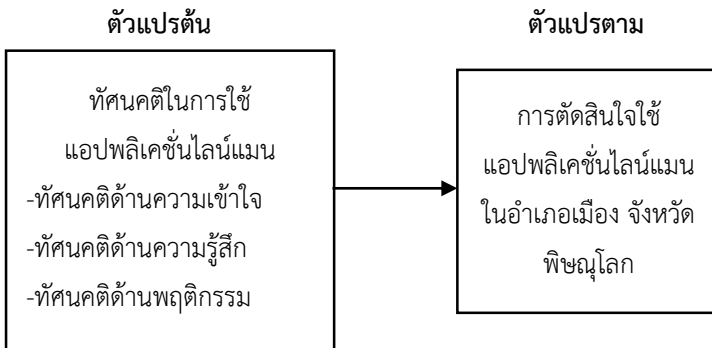 ตัวแปรต้น
ทัศนคติในการใช้
แอปพลิเคชั่นไลน์แมน
-ทัศนคติด้านความเข้าใจ
-ทัศนคติด้านความรู้สึก
-ทัศนคติด้านพฤติกรรม
ตัวแปรตาม
การตัดสินใจใช้
แอปพลิเคชั่นไลน์แมน
ในอำเภอเมือง จังหวัด
พิษณุโลก